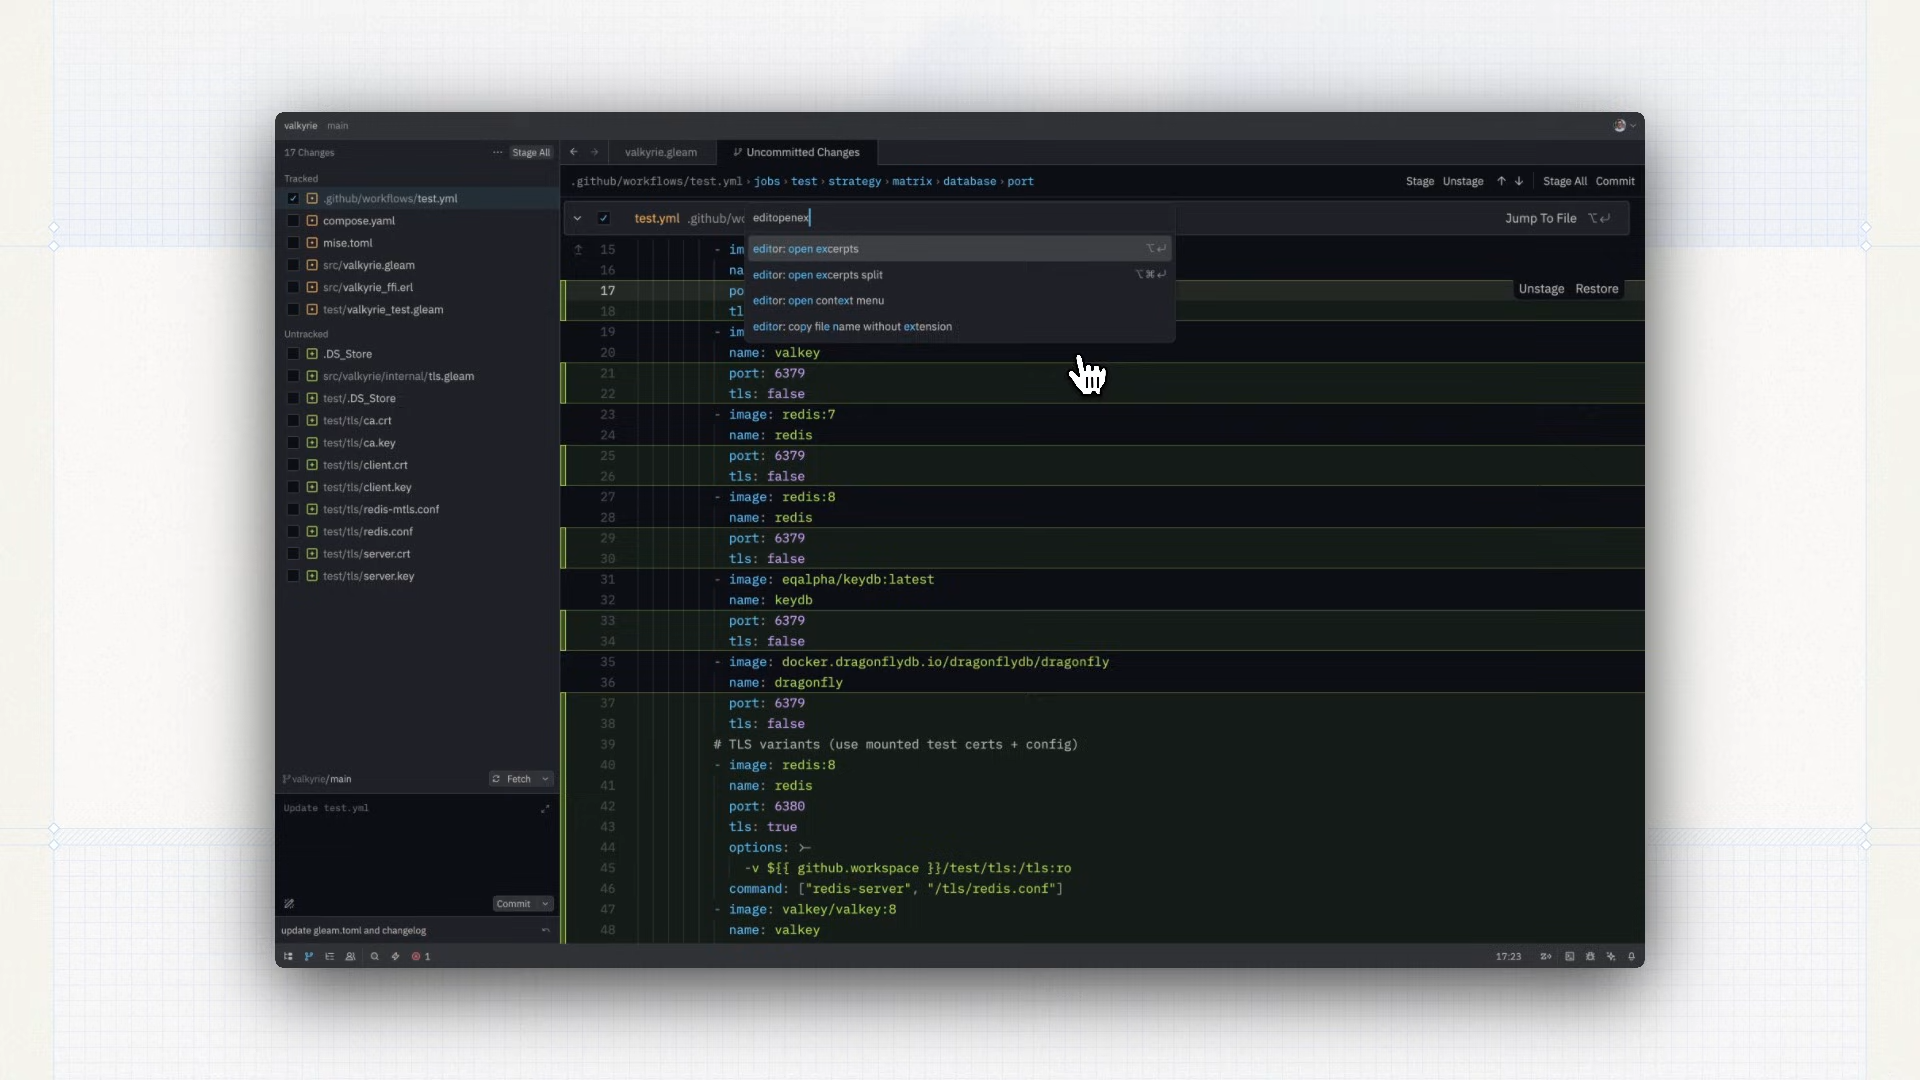 valkyrie main
17 Changes ··· Stage All
Tracked
.github/workflows/test.yml
compose.yaml
mise.toml
src/valkyrie.gleam
src/valkyrie_ffi.erl
test/valkyrie_test.gleam
Untracked
.DS_Store
src/valkyrie/internal/tls.gleam
test/.DS_Store
test/tls/ca.crt
test/tls/ca.key
test/tls/client.crt
test/tls/client.key
test/tls/redis-mtls.conf
test/tls/redis.conf
test/tls/server.crt
test/tls/server.key
valkyrie/main Fetch
Update test.yml
Commit
update gleam.toml and changelog
1
valkyrie.gleam Uncommitted Changes
.github/workflows/test.yml › jobs › test › strategy › matrix › database › port
Stage Unstage ↑ ↓ Stage All Commit
test.yml .github/wo
Jump To File ⌥↵
editopenex
editor: open excerpts ⌥↵
editor: open excerpts split ⌥⌘↵
editor: open context menu
editor: copy file name without extension
Unstage Restore
15 - im
16 na
17 po
18 tl
19 - im
20 name: valkey
21 port: 6379
22 tls: false
23 - image: redis:7
24 name: redis
25 port: 6379
26 tls: false
27 - image: redis:8
28 name: redis
29 port: 6379
30 tls: false
31 - image: eqalpha/keydb:latest
32 name: keydb
33 port: 6379
34 tls: false
35 - image: docker.dragonflydb.io/dragonflydb/dragonfly
36 name: dragonfly
37 port: 6379
38 tls: false
39 # TLS variants (use mounted test certs + config)
40 - image: redis:8
41 name: redis
42 port: 6380
43 tls: true
44 options: >-
45 -v ${{ github.workspace }}/test/tls:/tls:ro
46 command: ["redis-server", "/tls/redis.conf"]
47 - image: valkey/valkey:8
48 name: valkey
17:23